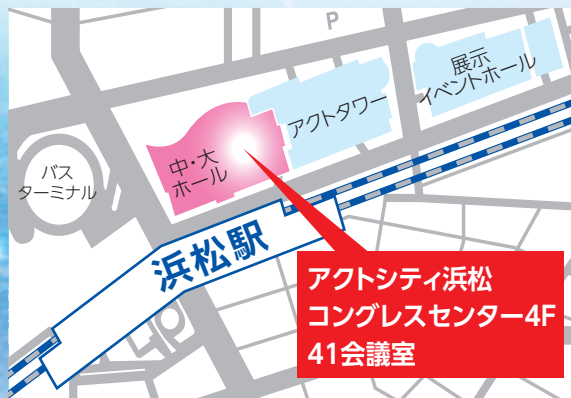 P
展示
イベントホール
アクトタワー
中・大
ホール
バス
ターミナル
浜松駅
アクトシティ浜松
コングレスセンター4F
41会議室